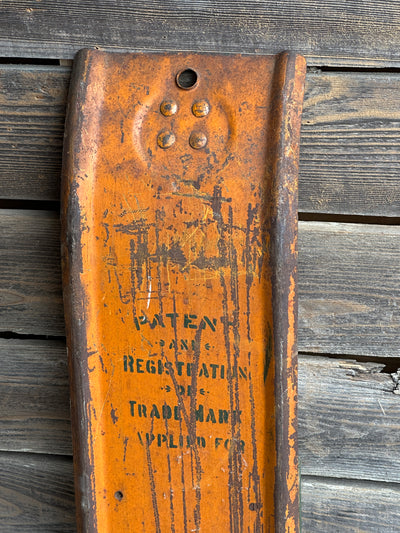 PATENT
AND
REGISTRATION
OF
TRADE MARK
APPLIED FOR